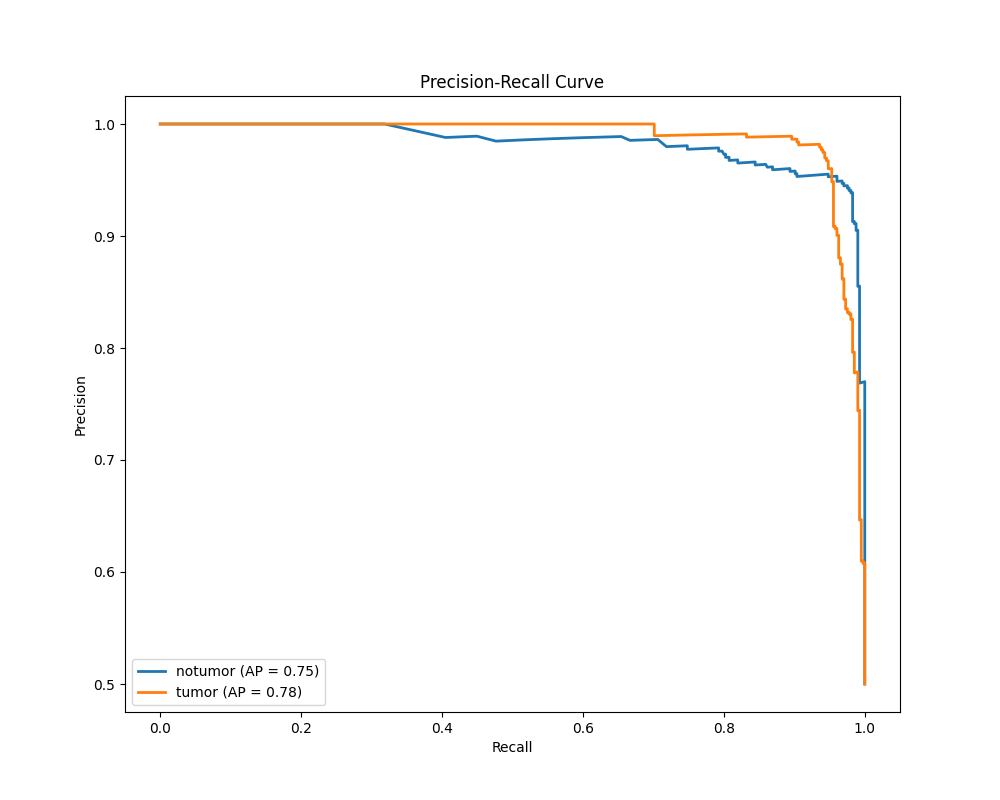 Precision-Recall Curve
Precision
1.0
0.9
0.8
0.7
0.6
0.5
notumor (AP = 0.75)
tumor (AP = 0.78)
0.0 0.2 0.4 0.6 0.8 1.0
Recall